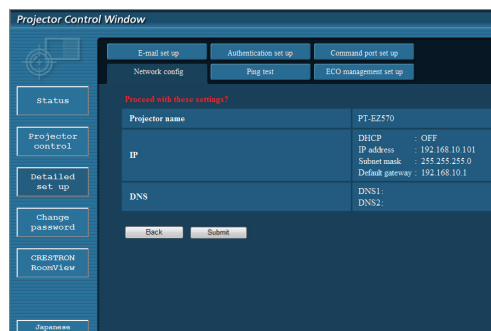 Projector Control Window
E-mail set up
Authentication set up
Command port set up
Network config
Ping test
ECO management set up
Status
Projector
control
Detailed
set up
Change
password
CRESTRON
RoomView
Japanese
Proceed with these settings?
Projector name
PT-EZ570
IP
DHCP : OFF
IP address : 192.168.10.101
Subnet mask : 255.255.255.0
Default gateway : 192.168.10.1
DNS
DNS1:
DNS2:
Back
Submit